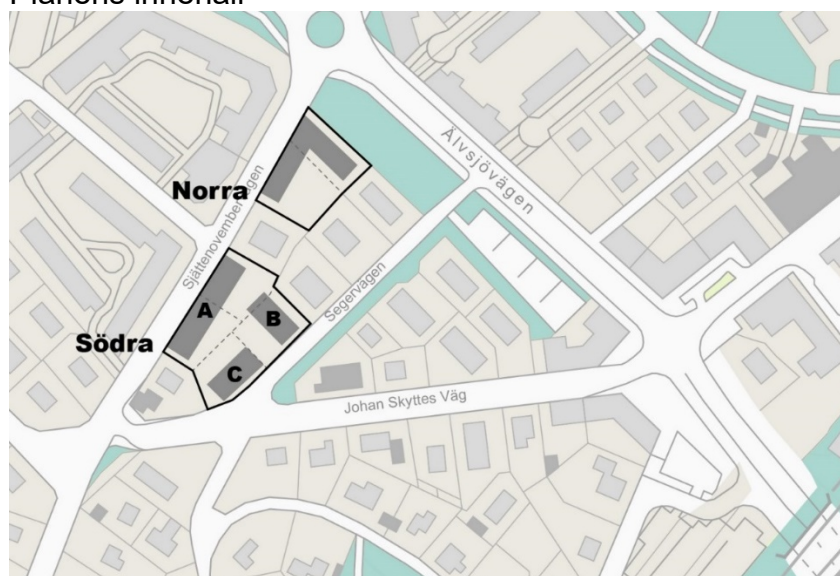 Planens innehåll
Älvsjövägen
Norra
Sjättenovembervägen
Segervägen
A
B
Södra
C
Johan Skyttes Väg